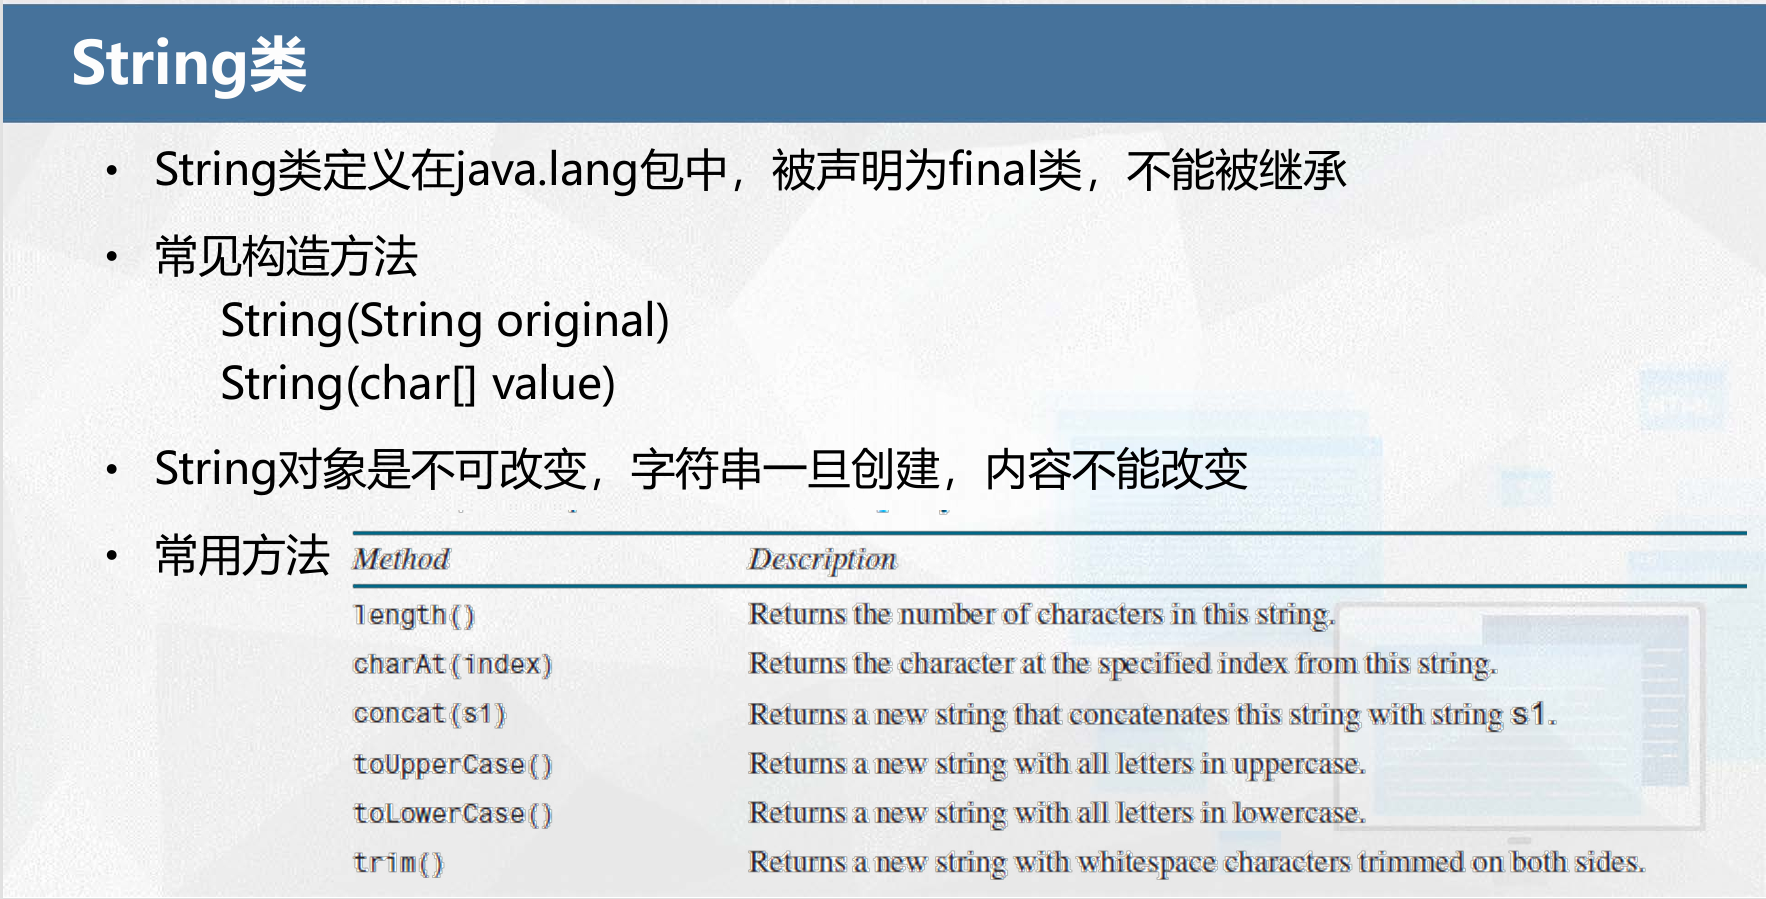 String类
• String类定义在java.lang包中，被声明为final类，不能被继承
• 常见构造方法
String(String original)
String(char[] value)
• String对象是不可改变，字符串一旦创建，内容不能改变
• 常用方法
Method Description
length() Returns the number of characters in this string.
charAt(index) Returns the character at the specified index from this string.
concat(s1) Returns a new string that concatenates this string with string s1.
toUpperCase() Returns a new string with all letters in uppercase.
toLowerCase() Returns a new string with all letters in lowercase.
trim() Returns a new string with whitespace characters trimmed on both sides.